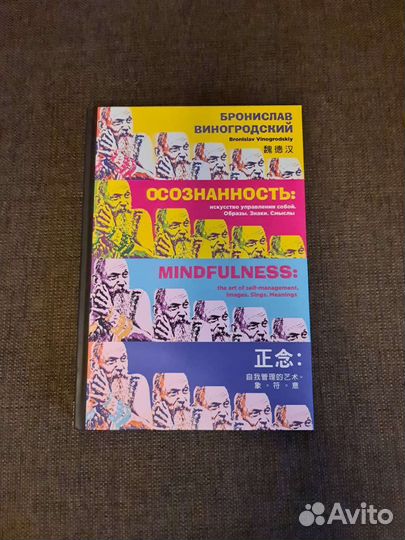 БРОНИСЛАВ
ВИНОГРОДСКИЙ
Bronislav Vinogrodskiy
魏德汉
ОСОЗНАННОСТЬ:
искусство управления собой.
Образы. Знаки. Смыслы
MINDFULNESS:
the art of self-management.
Images. Sings. Meanings
正念：
自我管理的艺术。
象。符。意
Avito